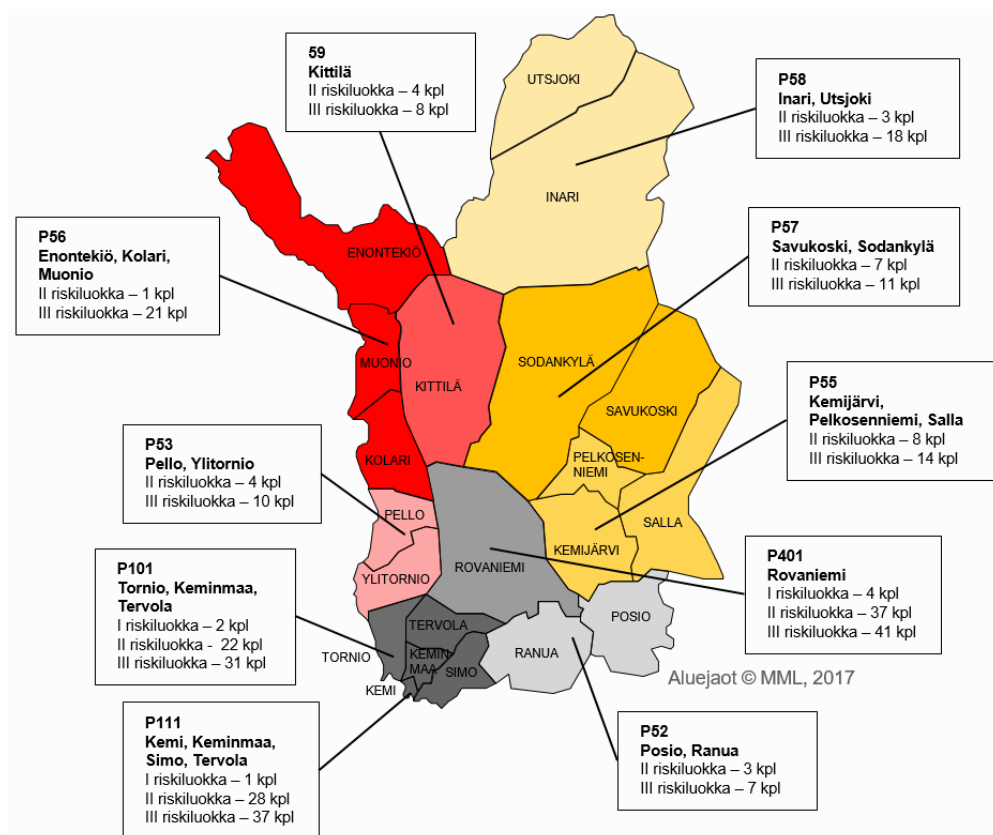 59
Kittilä
II riskiluokka – 4 kpl
III riskiluokka – 8 kpl
P58
Inari, Utsjoki
II riskiluokka – 3 kpl
III riskiluokka – 18 kpl
P56
Enontekiö, Kolari,
Muonio
II riskiluokka – 1 kpl
III riskiluokka – 21 kpl
P57
Savukoski, Sodankylä
II riskiluokka – 7 kpl
III riskiluokka – 11 kpl
P55
Kemijärvi,
Pelkosenniemi, Salla
II riskiluokka – 8 kpl
III riskiluokka – 14 kpl
P53
Pello, Ylitornio
II riskiluokka – 4 kpl
III riskiluokka – 10 kpl
P101
Tornio, Keminmaa,
Tervola
I riskiluokka – 2 kpl
II riskiluokka -  22 kpl
III riskiluokka – 31 kpl
P401
Rovaniemi
I riskiluokka – 4 kpl
II riskiluokka – 37 kpl
III riskiluokka – 41 kpl
P111
Kemi, Keminmaa,
Simo, Tervola
I riskiluokka – 1 kpl
II riskiluokka – 28 kpl
III riskiluokka – 37 kpl
P52
Posio, Ranua
II riskiluokka – 3 kpl
III riskiluokka – 7 kpl
UTSJOKI
INARI
ENONTEKIÖ
MUONIO
KITTILÄ
SODANKYLÄ
SAVUKOSKI
KOLARI
PELKOSEN-
NIEMI
PELLO
SALLA
KEMIJÄRVI
YLITORNIO
ROVANIEMI
POSIO
TERVOLA
TORNIO
KEMIN
MAA
SIMO
RANUA
KEMI
Aluejaot © MML, 2017